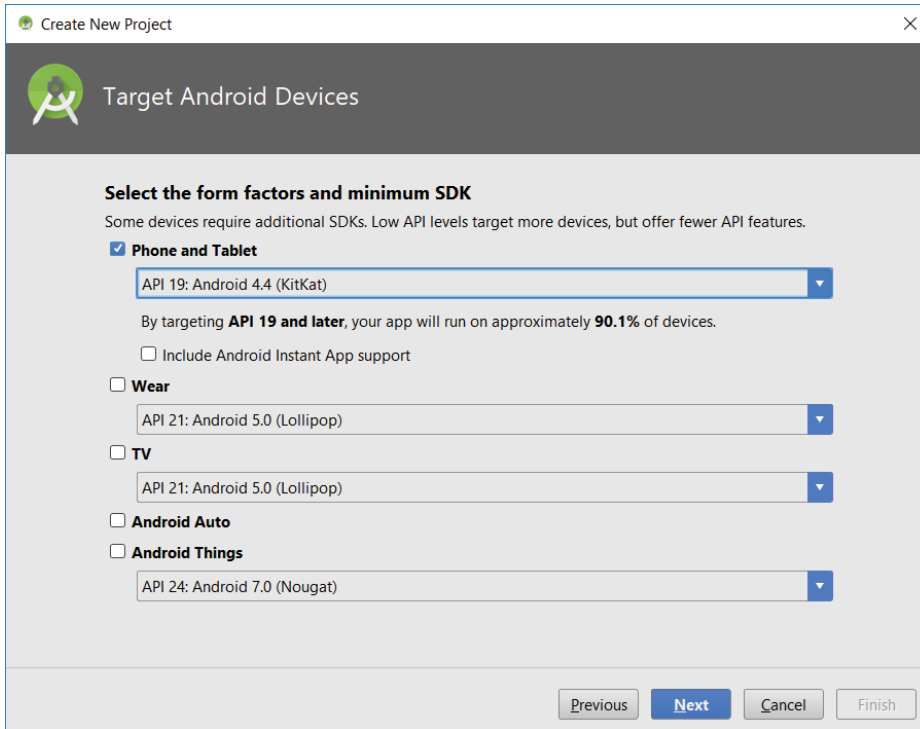 Create New Project
Target Android Devices
Select the form factors and minimum SDK
Some devices require additional SDKs. Low API levels target more devices, but offer fewer API features.
Phone and Tablet
API 19: Android 4.4 (KitKat)
By targeting API 19 and later, your app will run on approximately 90.1% of devices.
Include Android Instant App support
Wear
API 21: Android 5.0 (Lollipop)
TV
API 21: Android 5.0 (Lollipop)
Android Auto
Android Things
API 24: Android 7.0 (Nougat)
Previous Next Cancel Finish